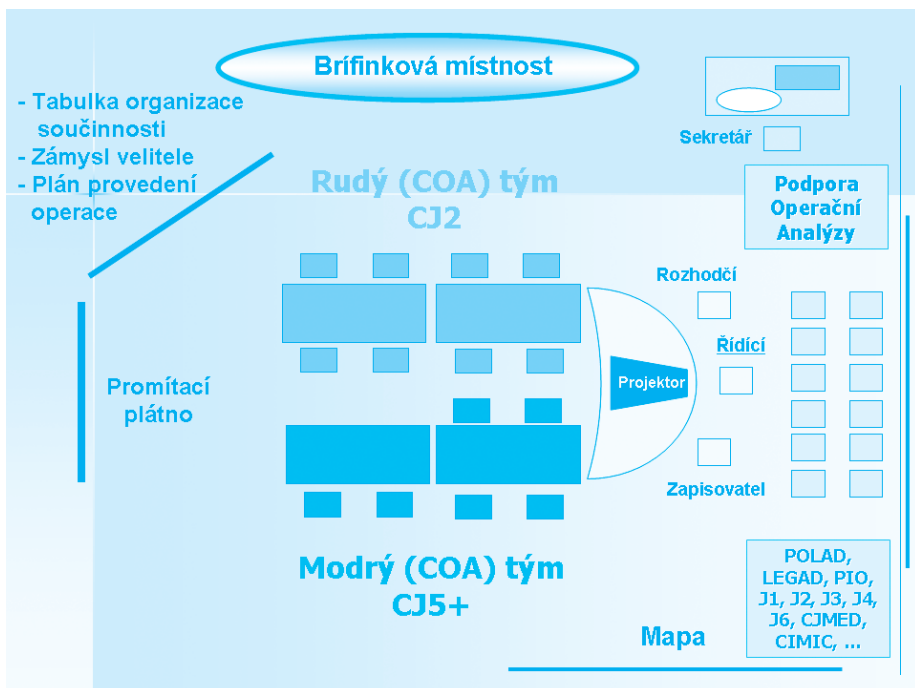 Brífinková místnost
- Tabulka organizace
součinnosti
- Zámysl velitele
- Plán provedení
operace
Sekretář
Rudý (COA) tým
CJ2
Podpora
Operační
Analýzy
Rozhodčí
Řídící
Projektor
Promítací
plátno
Zapisovatel
Modrý (COA) tým
CJ5+
POLAD,
LEGAD, PIO,
J1, J2, J3, J4,
J6, CJMED,
CIMIC, ...
Mapa